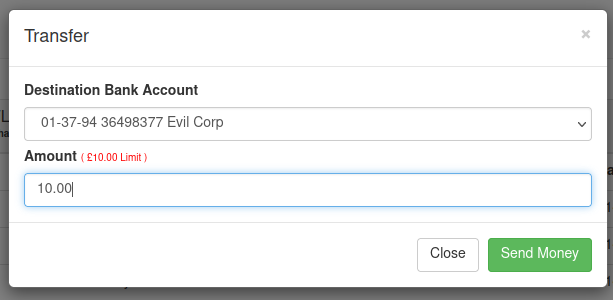 Transfer ×
Destination Bank Account
01-37-94 36498377 Evil Corp
Amount ( £10.00 Limit )
10.00
Close Send Money